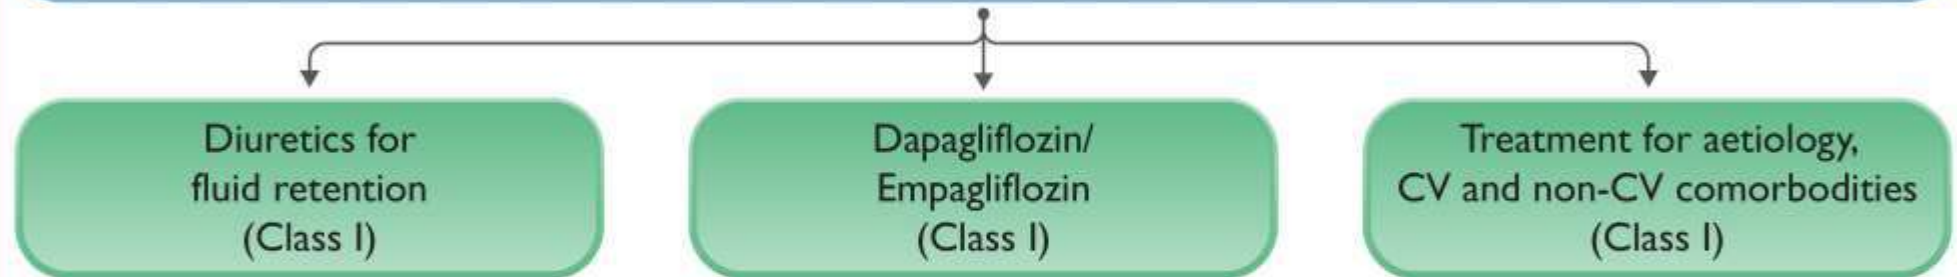 Diuretics for
fluid retention
(Class I)
Dapagliflozin/
Empagliflozin
(Class I)
Treatment for aetiology,
CV and non-CV comorbodities
(Class I)